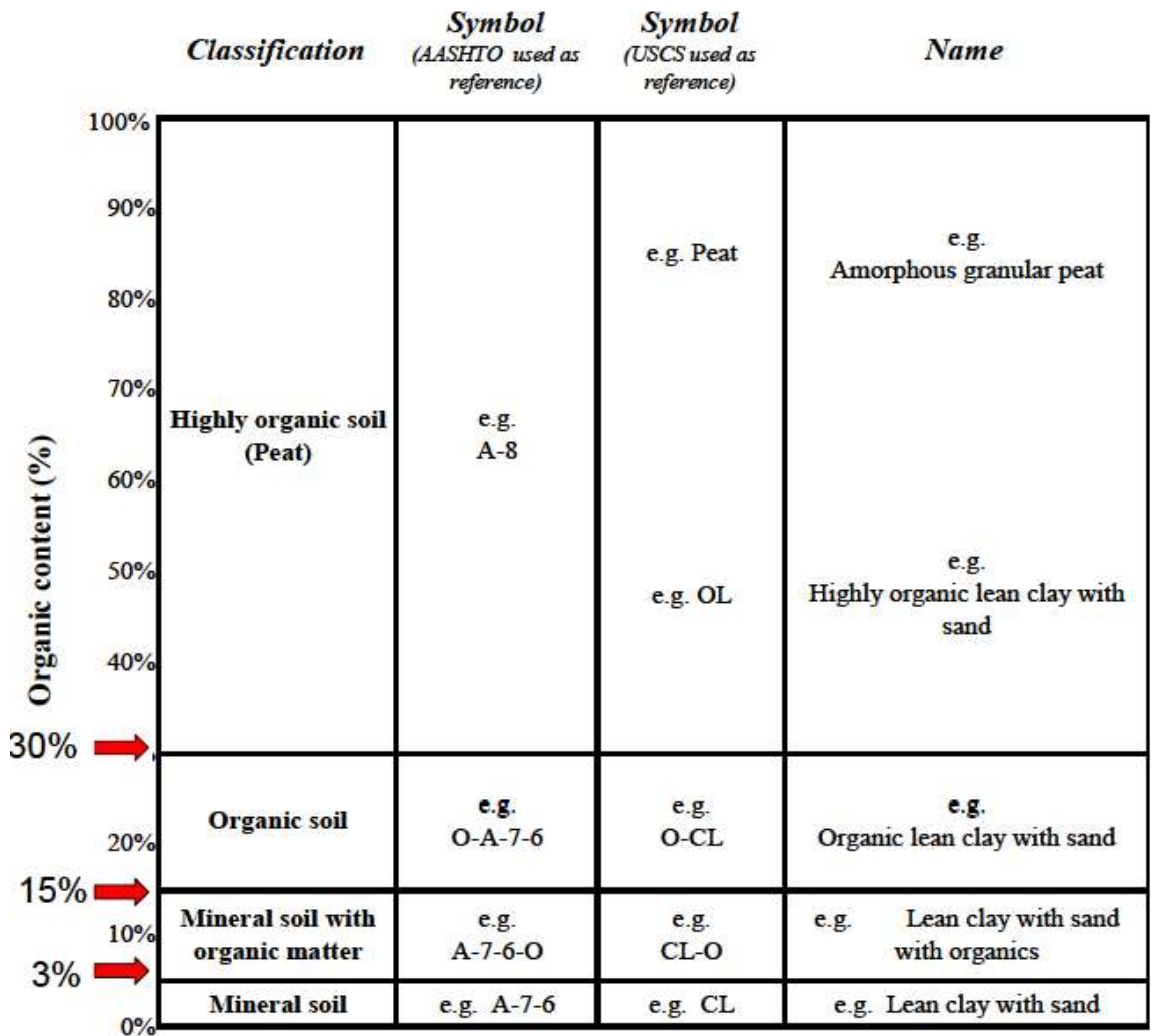 Classification
Symbol
(AASHTO used as
reference)
Symbol
(USCS used as
reference)
Name
Organic content (%)
100%
90%
80%
70%
60%
50%
40%
30%
20%
15%
10%
3%
0%
Highly organic soil
(Peat)
e.g.
A-8
e.g. Peat
e.g.
Amorphous granular peat
e.g. OL
e.g.
Highly organic lean clay with
sand
Organic soil
e.g.
O-A-7-6
e.g.
O-CL
e.g.
Organic lean clay with sand
Mineral soil with
organic matter
e.g.
A-7-6-O
e.g.
CL-O
e.g. Lean clay with sand
with organics
Mineral soil
e.g. A-7-6
e.g. CL
e.g. Lean clay with sand